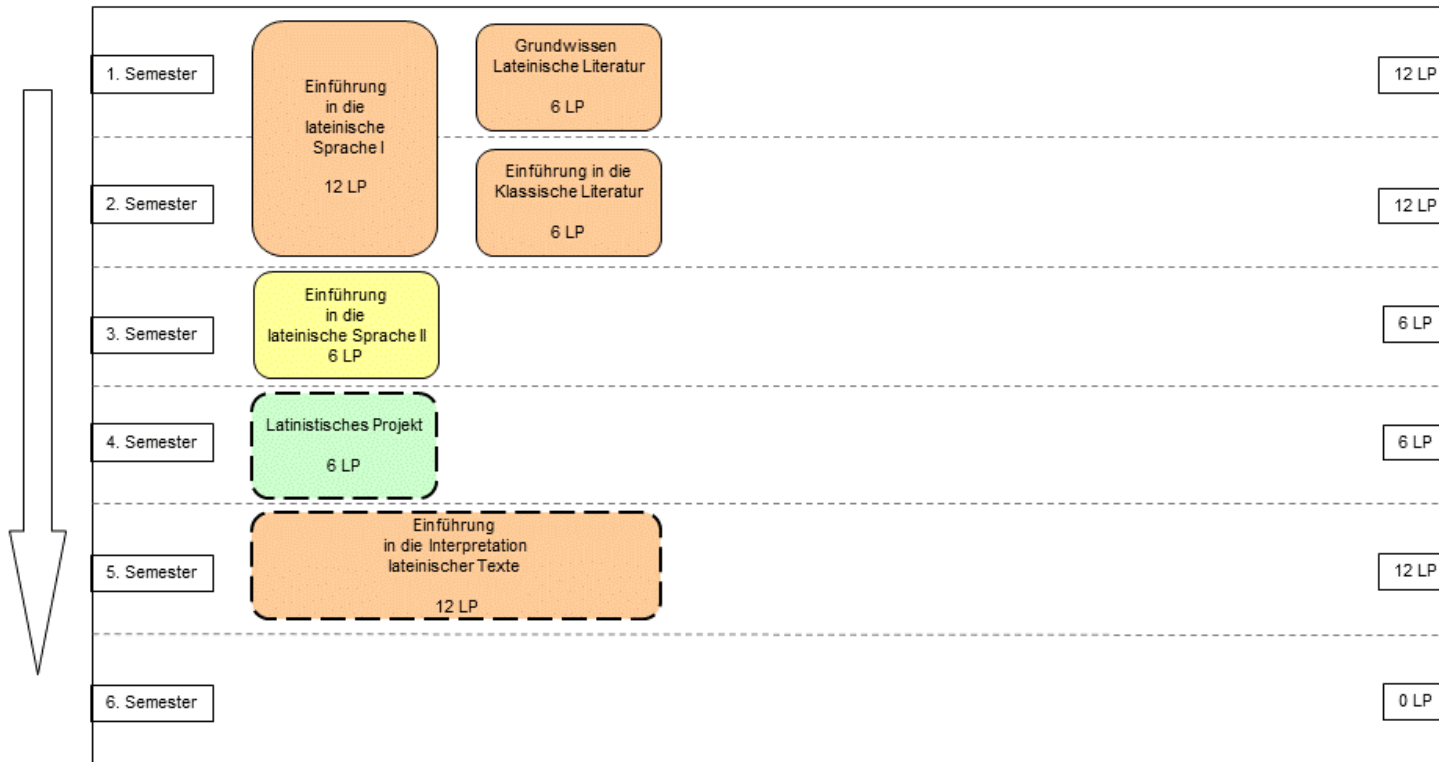 1. Semester
Einführung
in die
lateinische
Sprache I
12 LP
Grundwissen
Lateinische Literatur
6 LP
12 LP
2. Semester
Einführung in die
Klassische Literatur
6 LP
12 LP
3. Semester
Einführung
in die
lateinische Sprache II
6 LP
6 LP
4. Semester
Latinistisches Projekt
6 LP
6 LP
5. Semester
Einführung
in die Interpretation
lateinischer Texte
12 LP
12 LP
6. Semester
0 LP